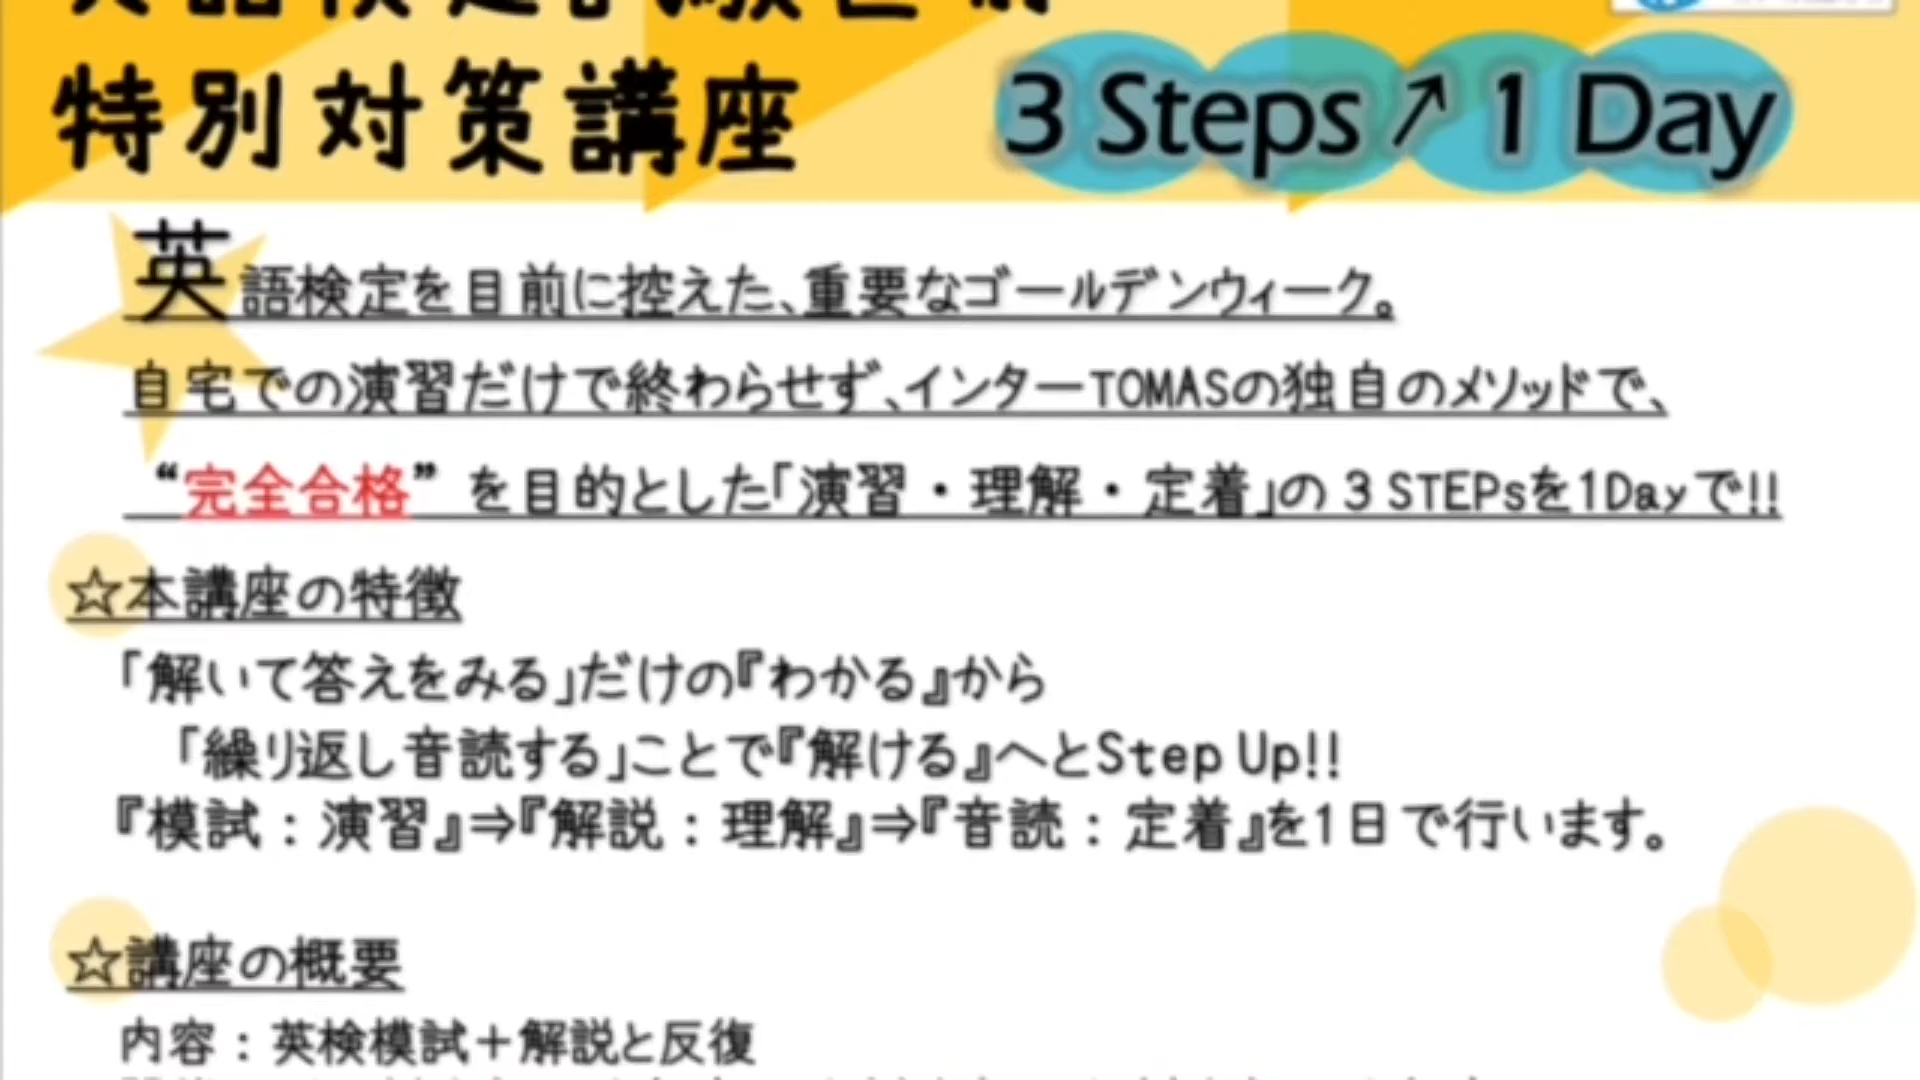 特別対策講座
3 Steps↗1 Day
英語検定を目前に控えた、重要なゴールデンウィーク。
自宅での演習だけで終わらせず、インターTOMASの独自のメソッドで、
“完全合格” を目的とした「演習・理解・定着」の３STEPsを1Dayで!!
☆本講座の特徴
「解いて答えをみる」だけの『わかる』から
「繰り返し音読する」ことで『解ける』へとStep Up!!
『模試：演習』⇒『解説：理解』⇒『音読：定着』を1日で行います。
☆講座の概要
内容：英検模試＋解説と反復